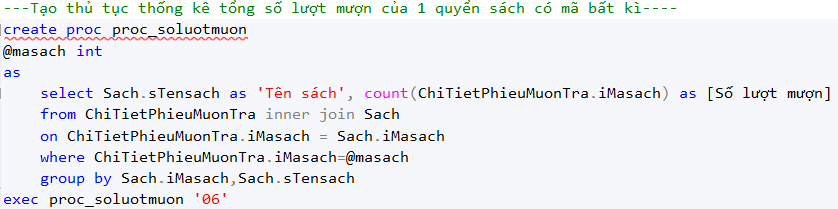 ---Tạo thủ tục thống kê tổng số lượt mượn của 1 quyển sách có mã bất kì----
create proc proc_soluotmuon
@masach int
as
select Sach.sTensach as 'Tên sách', count(ChiTietPhieuMuonTra.iMasach) as [Số lượt mượn]
from ChiTietPhieuMuonTra inner join Sach
on ChiTietPhieuMuonTra.iMasach = Sach.iMasach
where ChiTietPhieuMuonTra.iMasach=@masach
group by Sach.iMasach,Sach.sTensach
exec proc_soluotmuon '06'